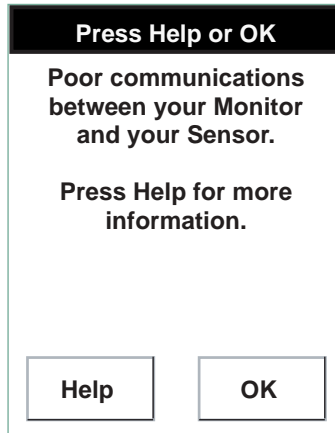 Press Help or OK
Poor communications
between your Monitor
and your Sensor.
Press Help for more
information.
Help
OK